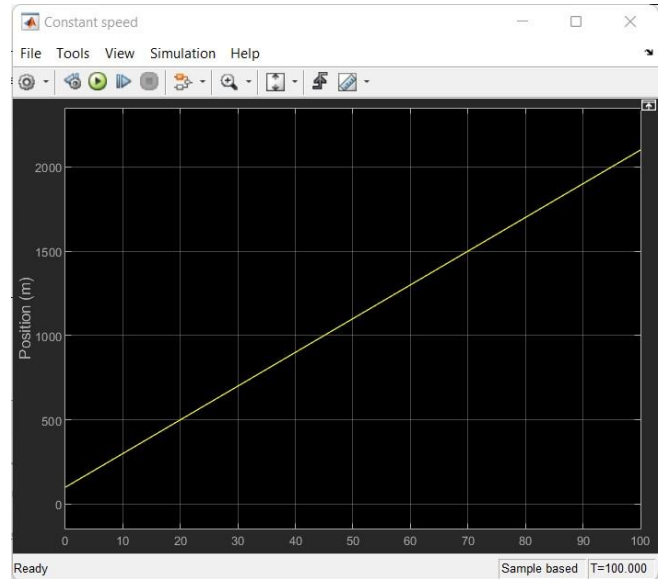 Constant speed
File Tools View Simulation Help
2000
1500
1000
500
0
Position (m)
0 10 20 30 40 50 60 70 80 90 100
Ready Sample based T=100.000